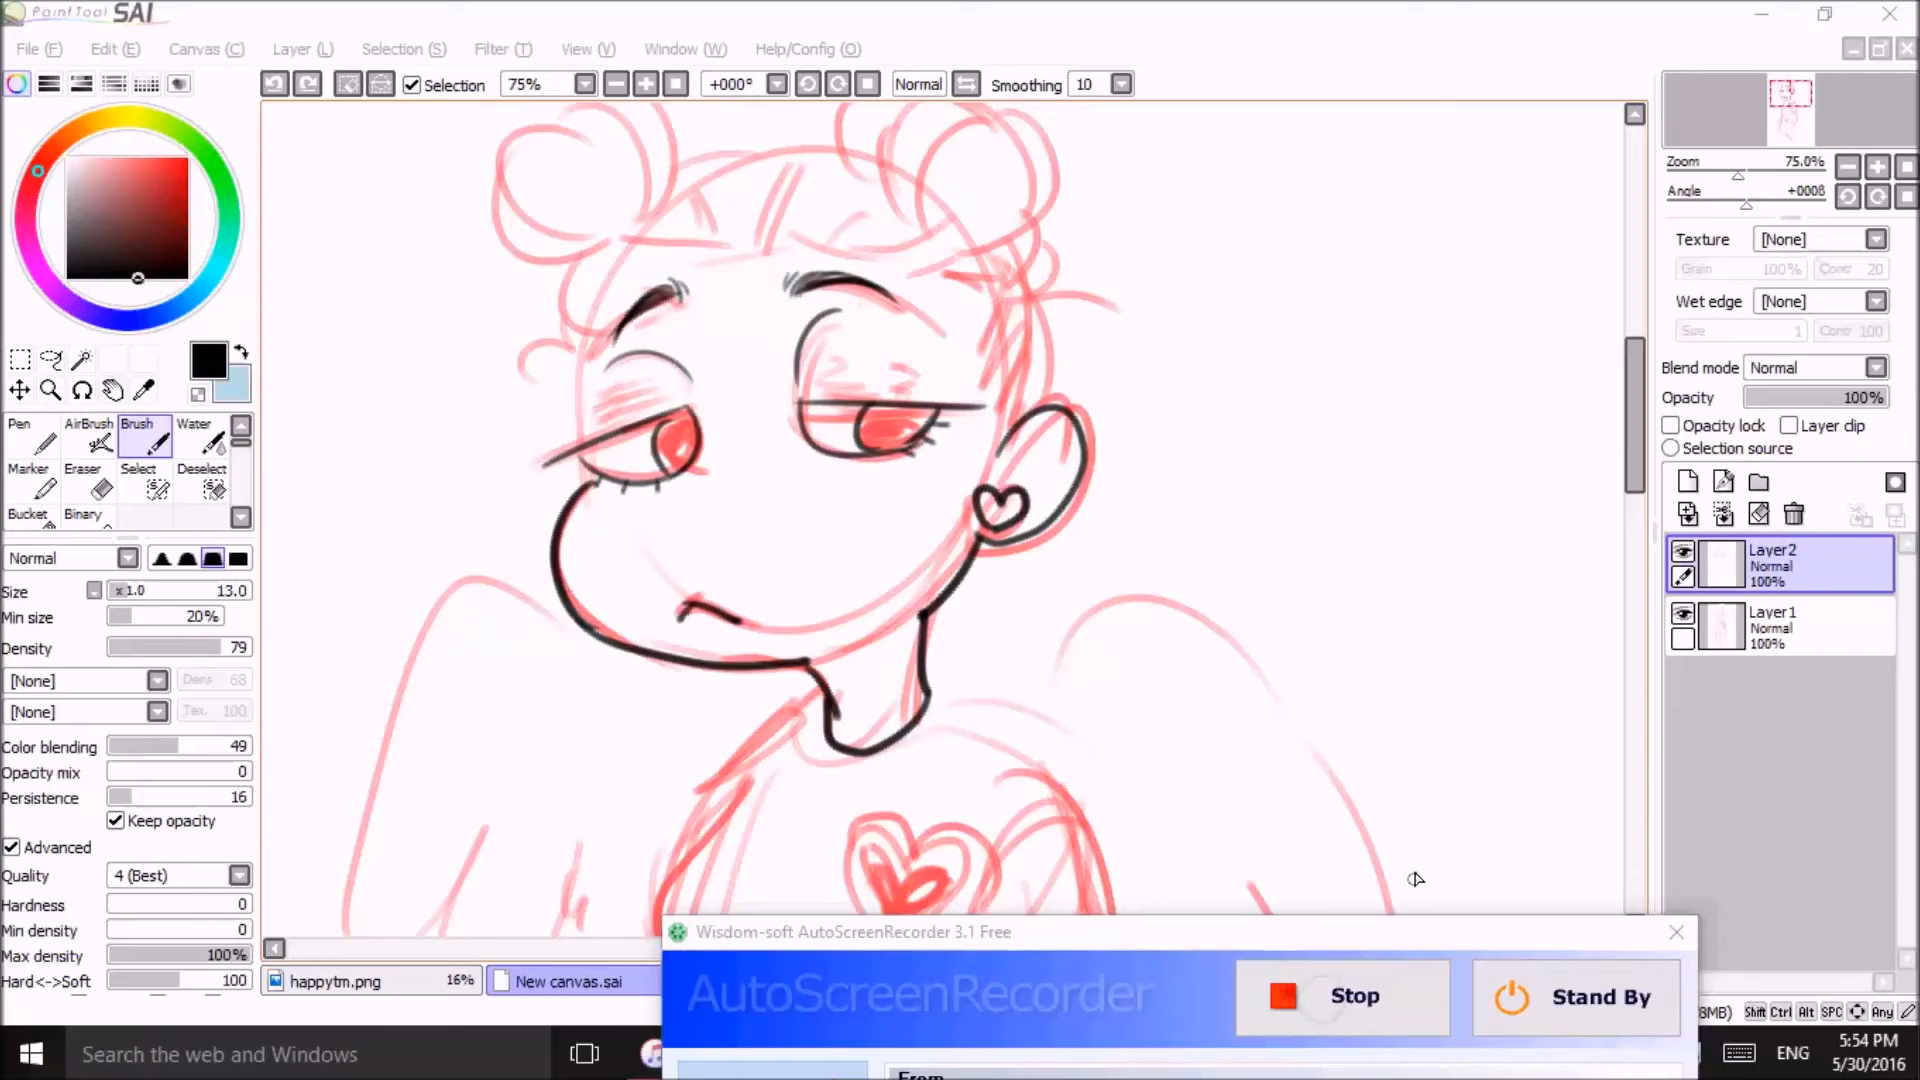 PaintTool SAI
File (F) Edit (E) Canvas (C) Layer (L) Selection (S) Filter (T) View (V) Window (W) Help/Config (O)
Selection 75% +000° Normal Smoothing 10
Zoom 75.0%
Angle +000ß
Texture [None]
Grain 100% Contr 20
Wet edge [None]
Size 1 Contr 100
Blend mode Normal
Opacity 100%
Opacity lock Layer clip
Selection source
Layer2
Normal
100%
Layer1
Normal
100%
Pen AirBrush Brush Water
Marker Eraser Select Deselect
Bucket Binary
Normal
Size x1.0 13.0
Min size 20%
Density 79
[None] Dens 68
[None] Tex. 100
Color blending 49
Opacity mix 0
Persistence 16
Keep opacity
Advanced
Quality 4 (Best)
Hardness 0
Min density 0
Max density 100%
Hard<->Soft 100
happytm.png 16% New canvas.sai
Wisdom-soft AutoScreenRecorder 3.1 Free
AutoScreenRecorder Stop Stand By
From
8MB) Shift Ctrl Alt SPC Any
Search the web and Windows
ENG
5:54 PM
5/30/2016